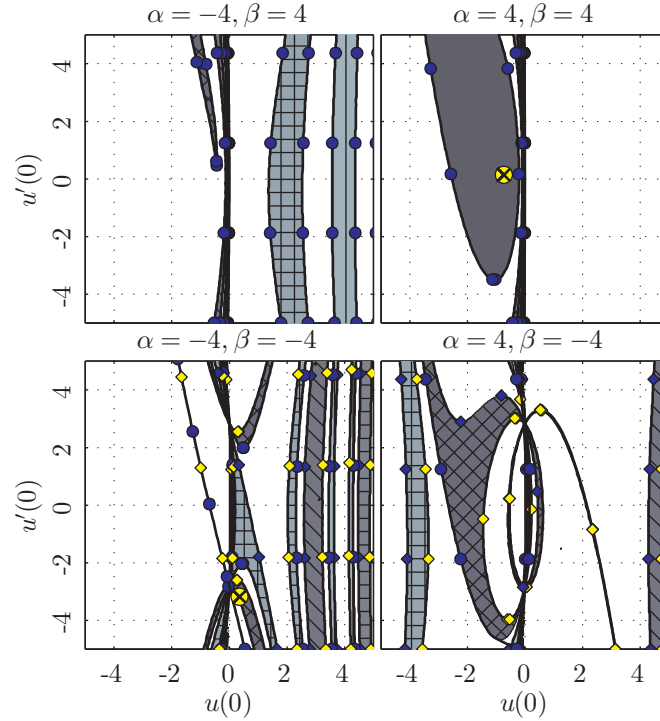 α = −4, β = 4
α = 4, β = 4
4
2
0
-2
-4
u′(0)
α = −4, β = −4
α = 4, β = −4
4
2
0
-2
-4
u′(0)
-4 -2 0 2 4
-4 -2 0 2 4
u(0)
u(0)